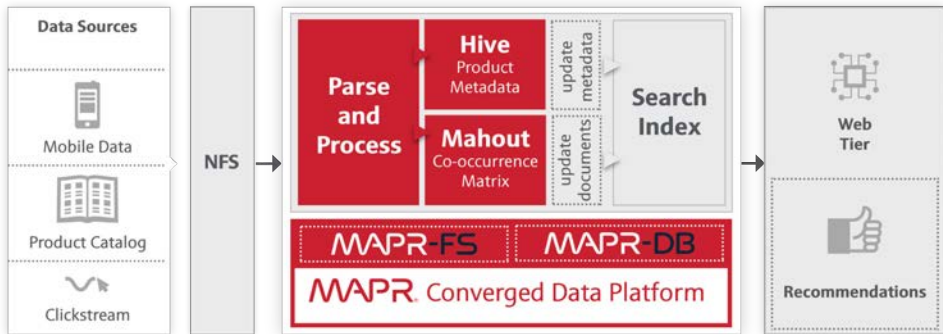 Data Sources
Mobile Data
Product Catalog
Clickstream
NFS
Parse
and
Process
Hive
Product
Metadata
Mahout
Co-occurrence
Matrix
update
metadata
update
documents
Search
Index
MAPR-FS
MAPR-DB
MAPR. Converged Data Platform
Web
Tier
Recommendations